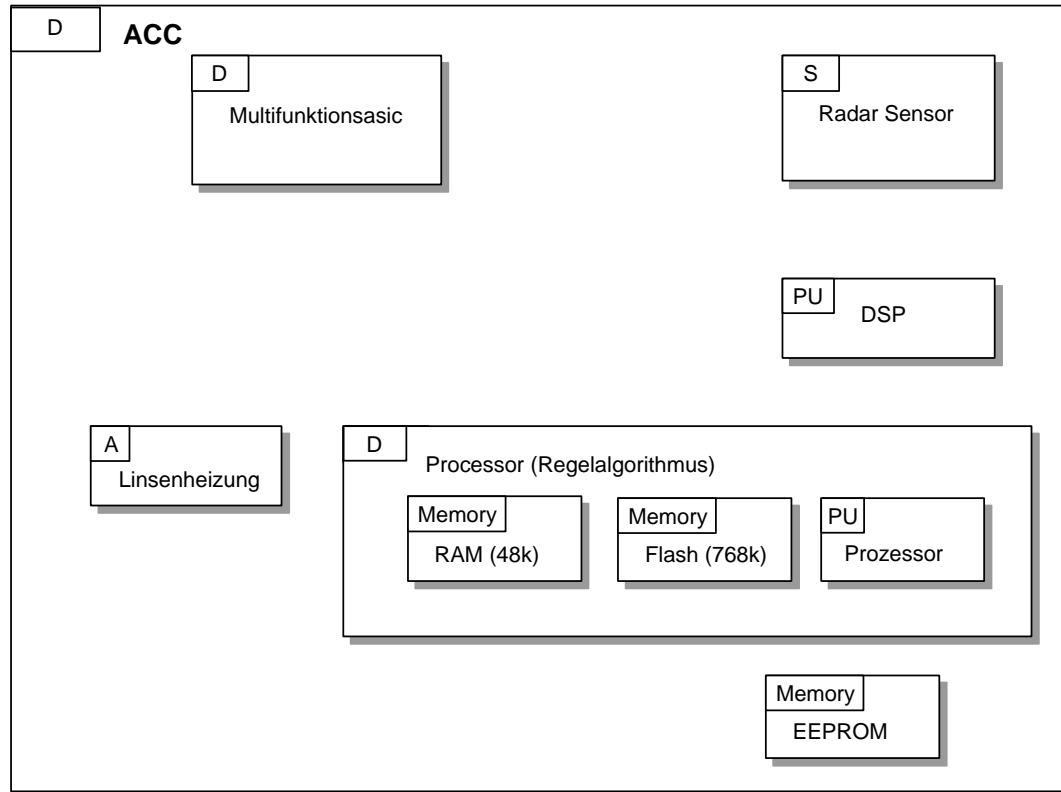 D
ACC
D
Multifunktionsasic
S
Radar Sensor
PU
DSP
A
Linsenheizung
D
Processor (Regelalgorithmus)
Memory
RAM (48k)
Memory
Flash (768k)
PU
Prozessor
Memory
EEPROM